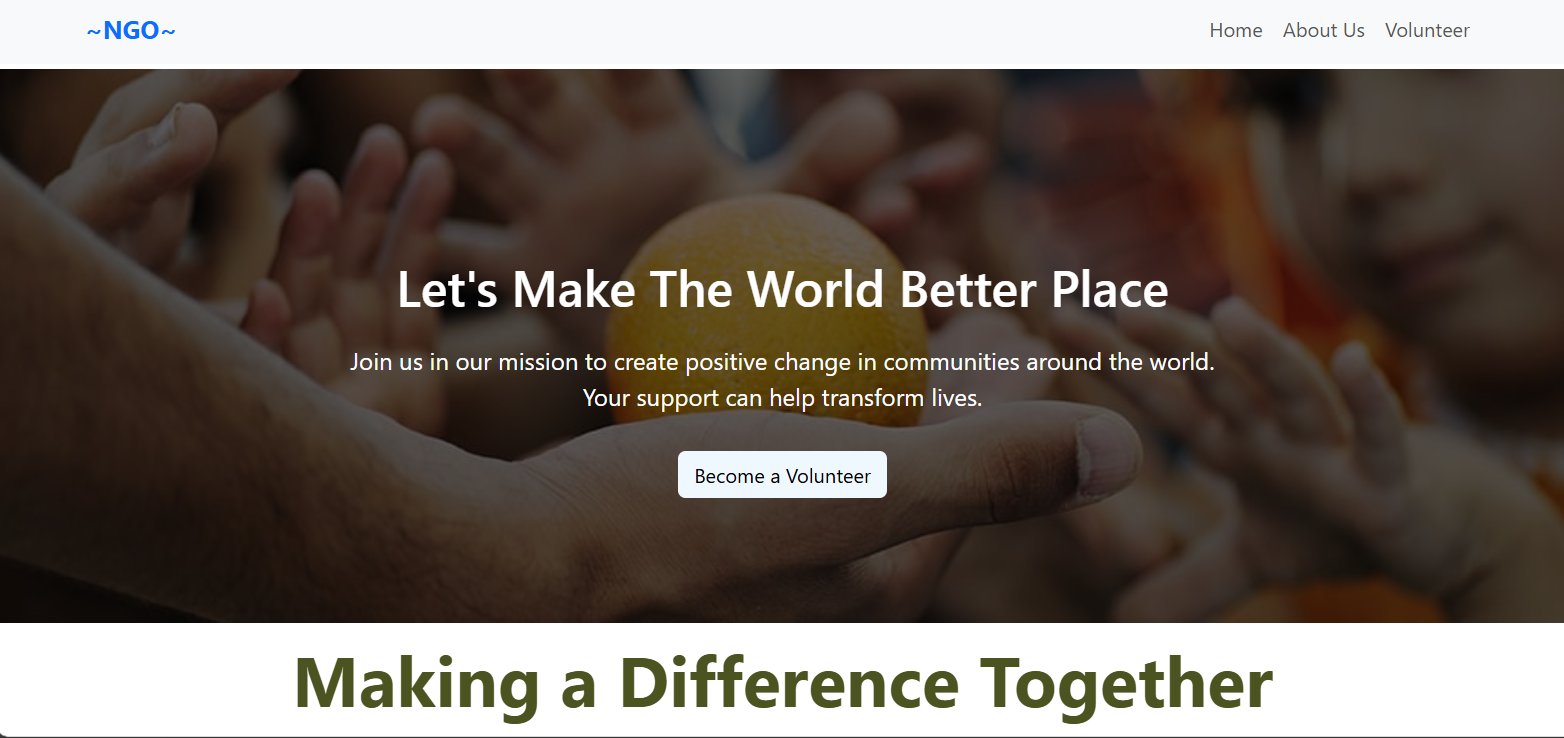 ~NGO~
Home About Us Volunteer
Let's Make The World Better Place
Join us in our mission to create positive change in communities around the world.
Your support can help transform lives.
Become a Volunteer
Making a Difference Together